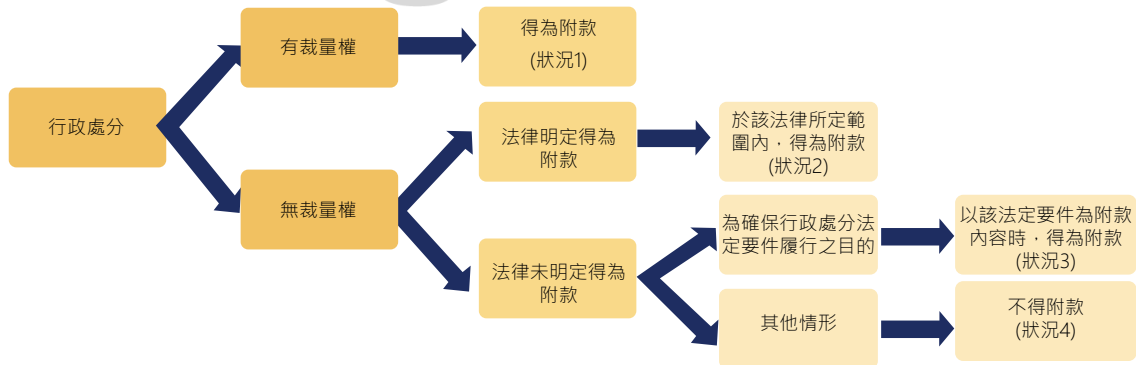 行政處分
有裁量權
得為附款
(狀況1)
無裁量權
法律明定得為
附款
於該法律所定範
圍內，得為附款
(狀況2)
法律未明定得為
附款
為確保行政處分法
定要件履行之目的
以該法定要件為附款
內容時，得為附款
(狀況3)
其他情形
不得附款
(狀況4)